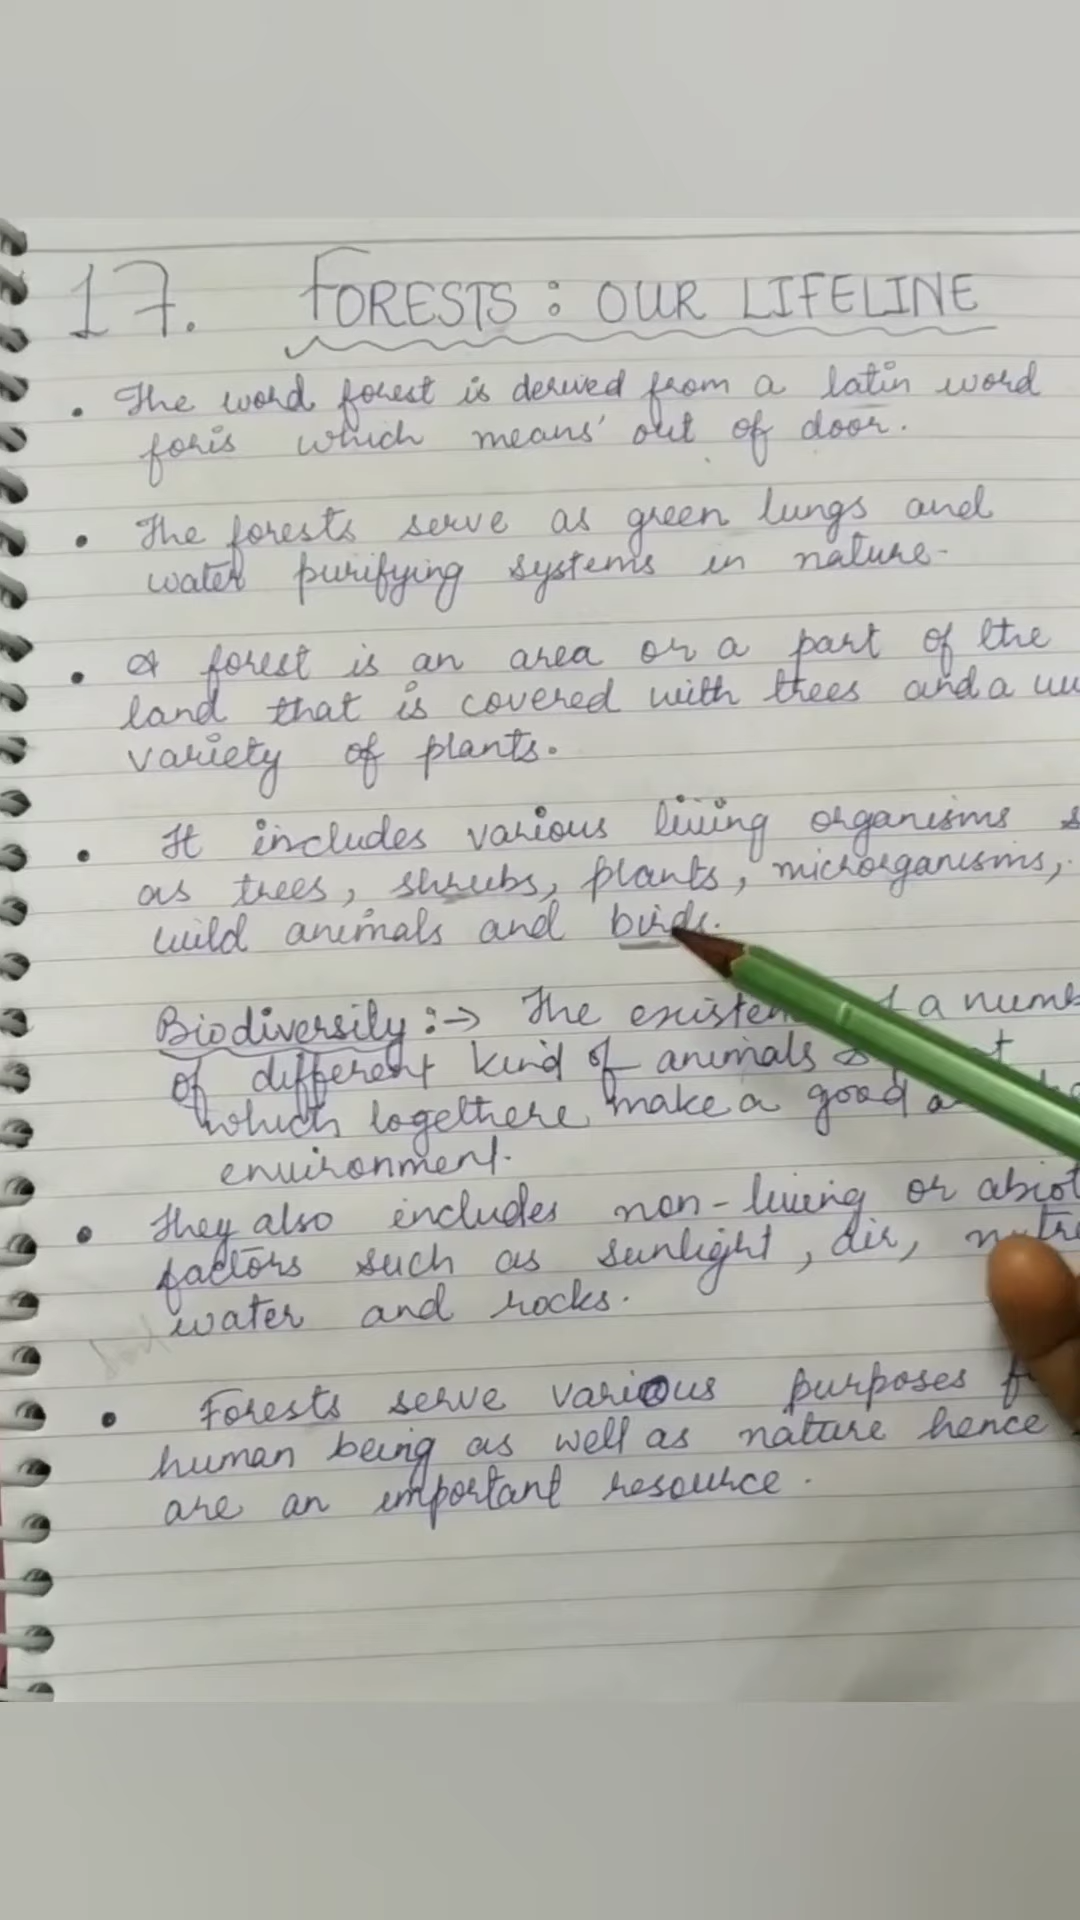 17. FORESTS : OUR LIFELINE
• The word forest is derived from a latin word
foris which means' out of door.
• The forests serve as green lungs and
water purifying systems in nature-
• A forest is an area or a part of the
land that is covered with trees and a
variety of plants.
• It includes various living organisms
as trees, shrubs, plants, microrganisms,
wild animals and birds.
Biodiversity :→ The a
of different kind of animals
which togethere make a good
environment.
• They also includes non-living or
factors such as sunlight, air,
water and rocks.
• Forests serve various purposes
human being as well as nature hence
are an important resource.